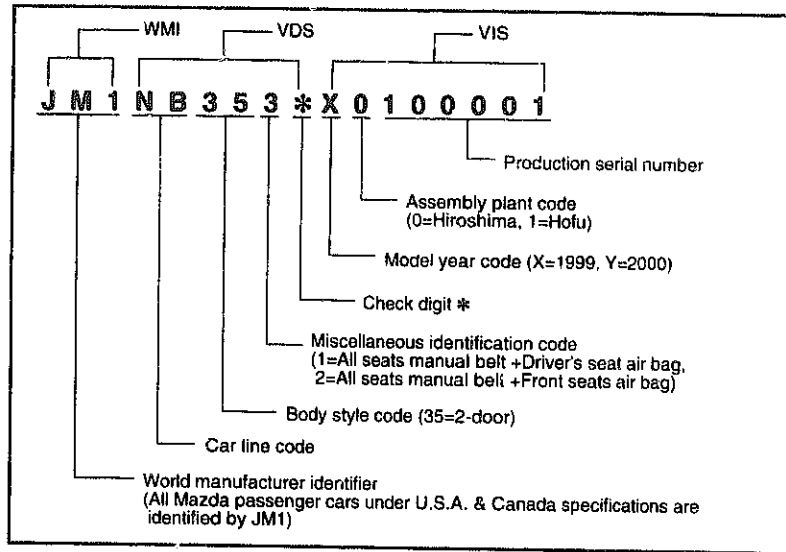 WMI VDS VIS
J M 1 N B 3 5 3 * X 0 1 0 0 0 0 1
Production serial number
Assembly plant code
(0=Hiroshima, 1=Hofu)
Model year code (X=1999, Y=2000)
Check digit *
Miscellaneous identification code
(1=All seats manual belt +Driver's seat air bag,
2=All seats manual belt +Front seats air bag)
Body style code (35=2-door)
Car line code
World manufacturer identifier
(All Mazda passenger cars under U.S.A. & Canada specifications are
identified by JM1)